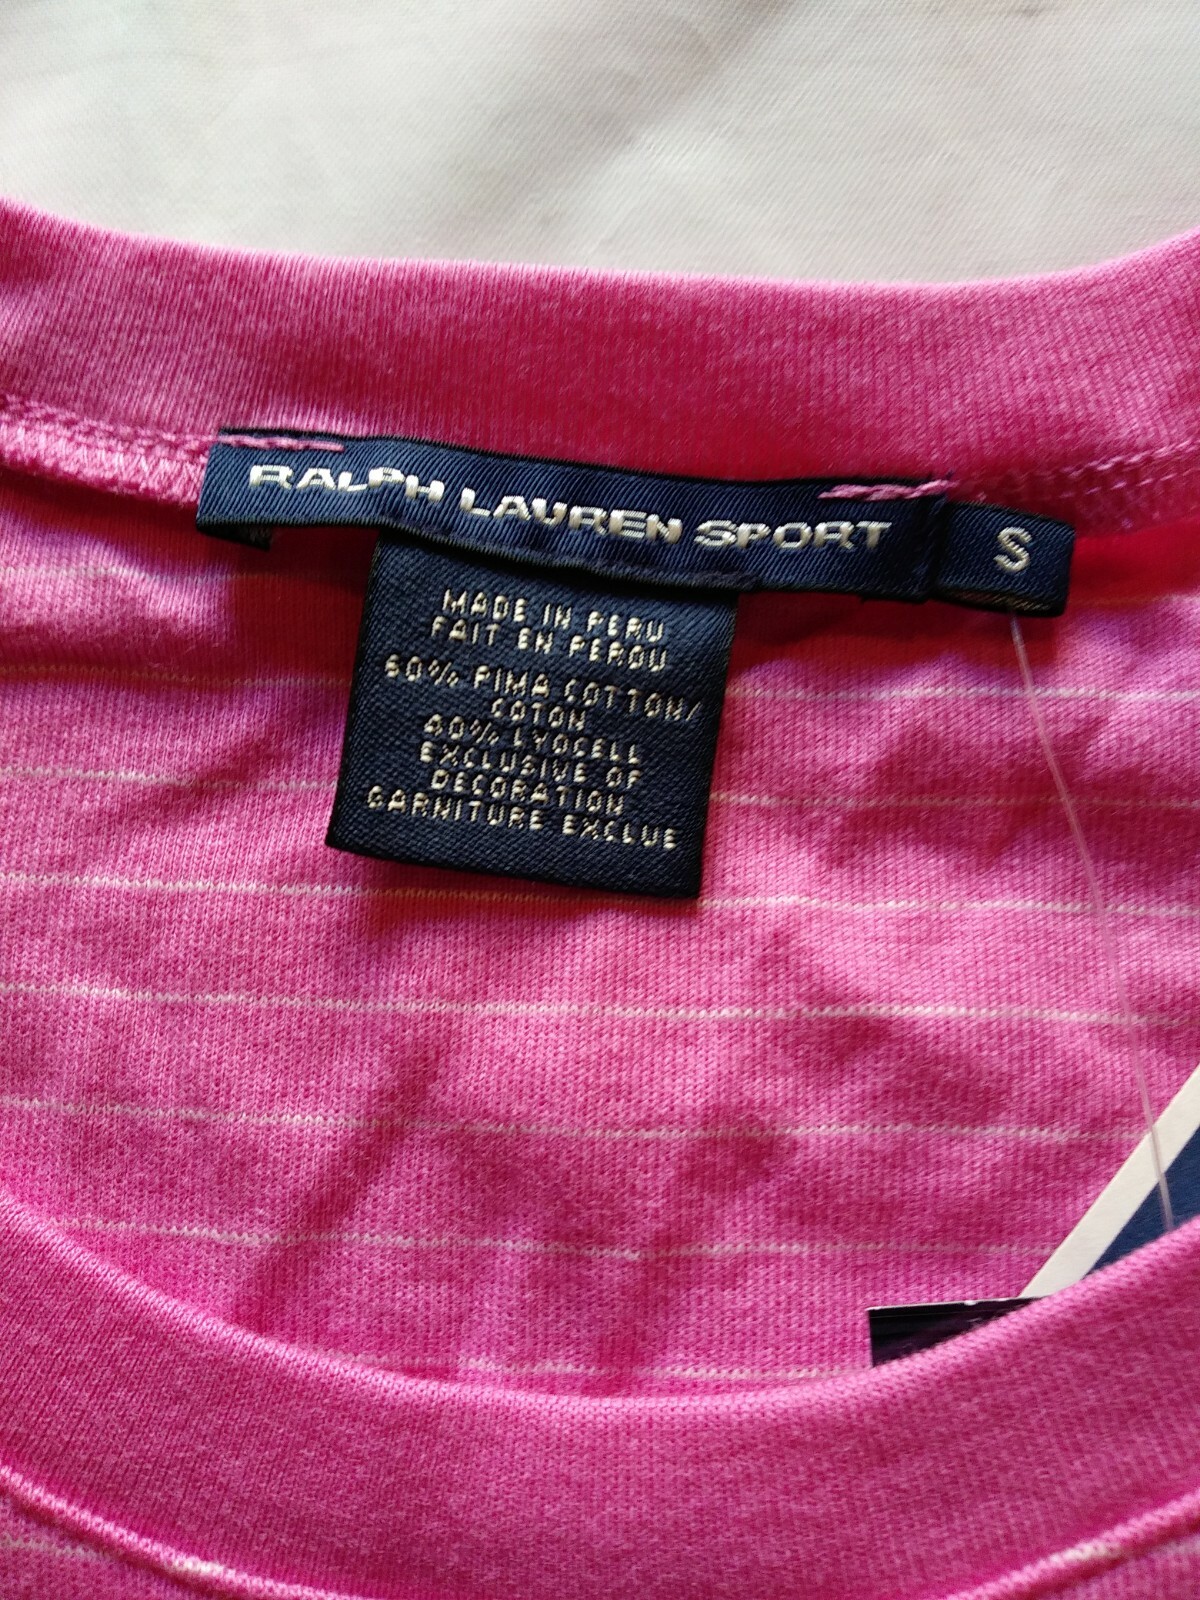 RALPH LAUREN SPORT
S
MADE IN PERU
FAIT EN PEROU
60% PIMA COTTON/
COTON
40% LYOCELL
EXCLUSIVE OF
DECORATION
GARNITURE EXCLUE